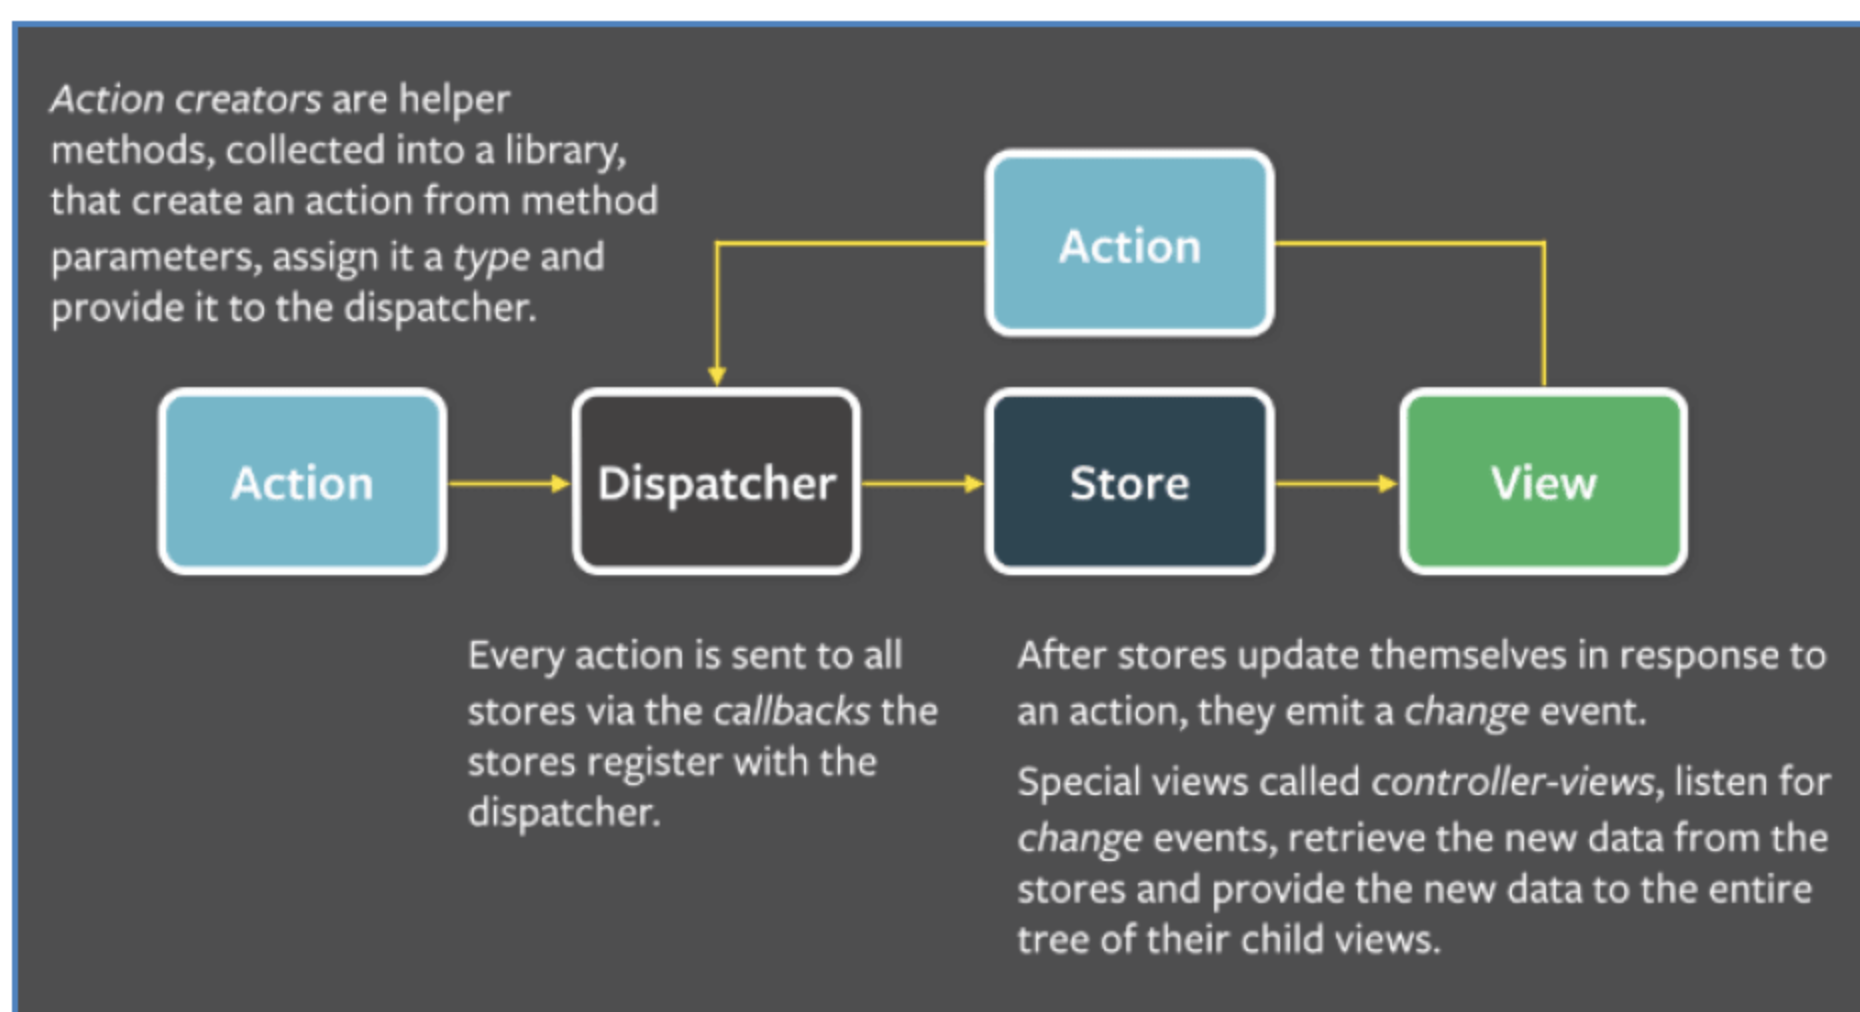 Action creators are helper
methods, collected into a library,
that create an action from method
parameters, assign it a type and
provide it to the dispatcher.
Action
Action
Dispatcher
Store
View
Every action is sent to all
stores via the callbacks the
stores register with the
dispatcher.
After stores update themselves in response to
an action, they emit a change event.
Special views called controller-views, listen for
change events, retrieve the new data from the
stores and provide the new data to the entire
tree of their child views.